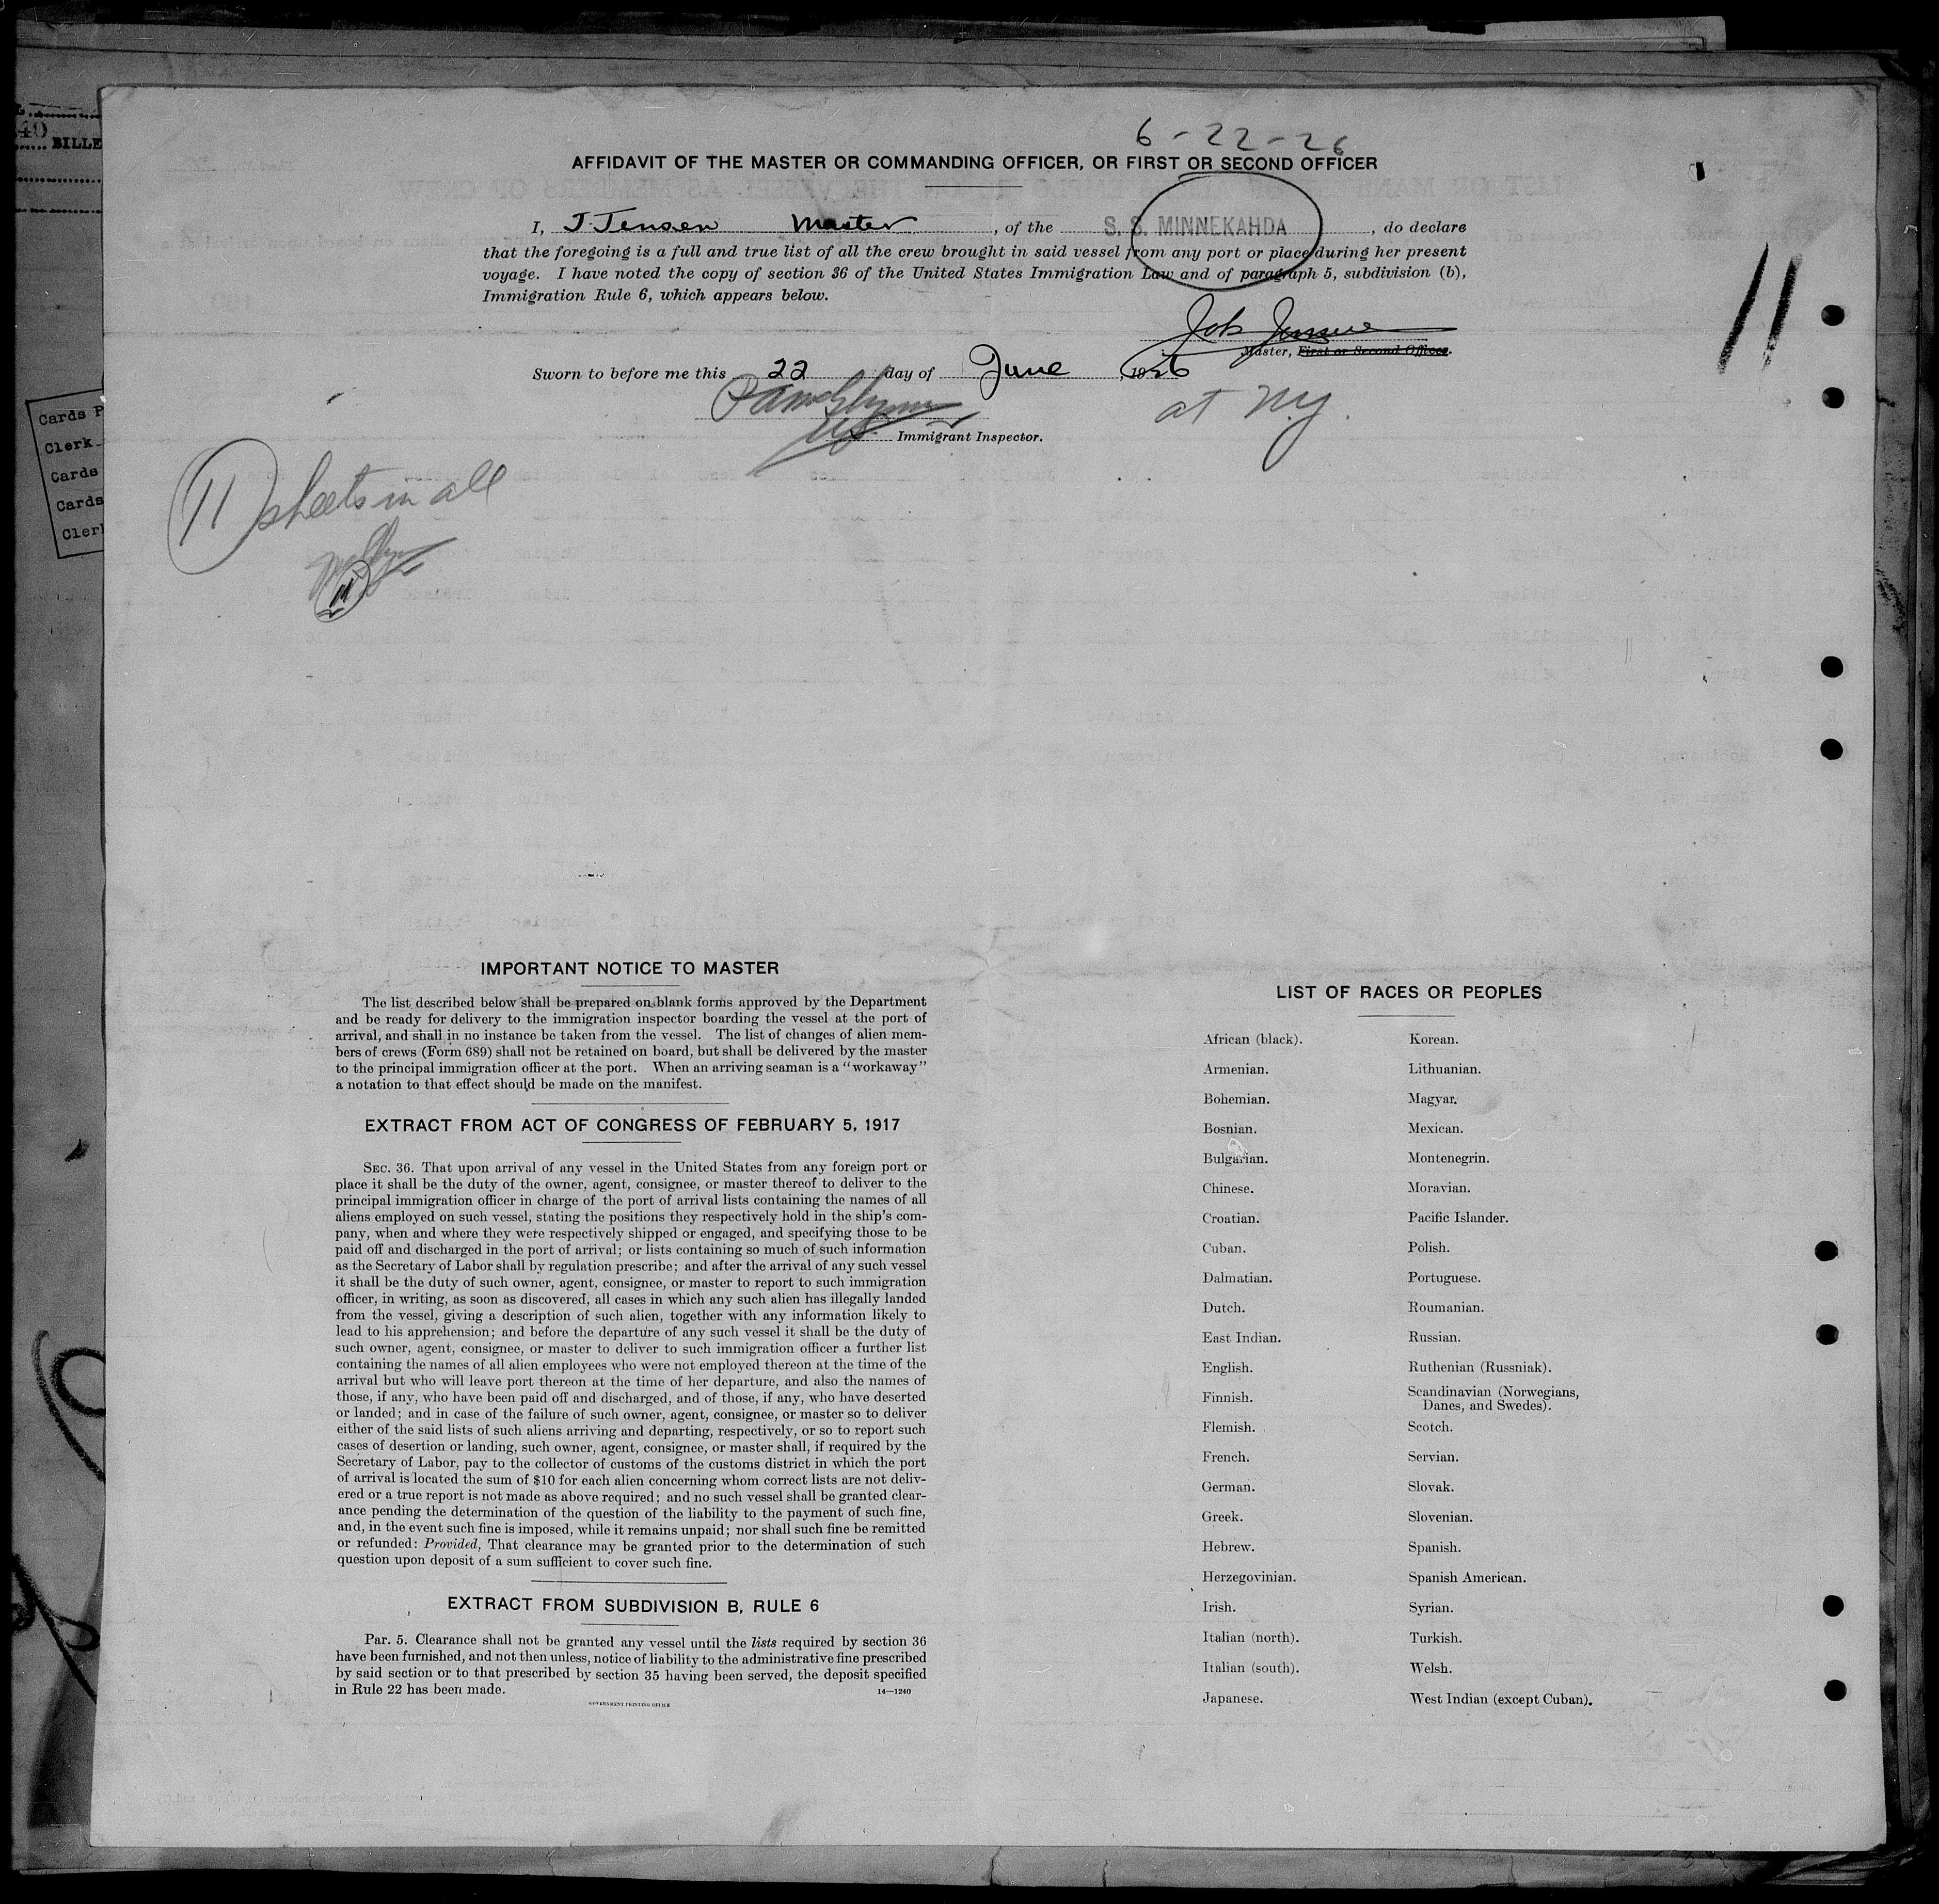 6-22-26
AFFIDAVIT OF THE MASTER OR COMMANDING OFFICER, OR FIRST OR SECOND OFFICER
I, J. Jensen Master, of the S. S. MINNEKAHDA, do declare
that the foregoing is a full and true list of all the crew brought in said vessel from any port or place during her present
voyage. I have noted the copy of section 36 of the United States Immigration Law and of paragraph 5, subdivision (b),
Immigration Rule 6, which appears below.
11
Master, First or Second Officer.
Sworn to before me this 22 day of June, 1926
at NY.
Immigrant Inspector.
11 sheets in all
11
BILLE
Cards P
Clerk
Cards
Cards
Cler
IMPORTANT NOTICE TO MASTER
The list described below shall be prepared on blank forms approved by the Department
and be ready for delivery to the immigration inspector boarding the vessel at the port of
arrival, and shall in no instance be taken from the vessel. The list of changes of alien mem-
bers of crews (Form 689) shall not be retained on board, but shall be delivered by the master
to the principal immigration officer at the port. When an arriving seaman is a "workaway"
a notation to that effect should be made on the manifest.
EXTRACT FROM ACT OF CONGRESS OF FEBRUARY 5, 1917
SEC. 36. That upon arrival of any vessel in the United States from any foreign port or
place it shall be the duty of the owner, agent, consignee, or master thereof to deliver to the
principal immigration officer in charge of the port of arrival lists containing the names of all
aliens employed on such vessel, stating the positions they respectively hold in the ship's com-
pany, when and where they were respectively shipped or engaged, and specifying those to be
paid off and discharged in the port of arrival; or lists containing so much of such information
as the Secretary of Labor shall by regulation prescribe; and after the arrival of any such vessel
it shall be the duty of such owner, agent, consignee, or master to report to such immigration
officer, in writing, as soon as discovered, all cases in which any such alien has illegally landed
from the vessel, giving a description of such alien, together with any information likely to
lead to his apprehension; and before the departure of any such vessel it shall be the duty of
such owner, agent, consignee, or master to deliver to such immigration officer a further list
containing the names of all alien employees who were not employed thereon at the time of the
arrival but who will leave port thereon at the time of her departure, and also the names of
those, if any, who have been paid off and discharged, and of those, if any, who have deserted
or landed; and in case of the failure of such owner, agent, consignee, or master so to deliver
either of the said lists of such aliens arriving and departing, respectively, or so to report such
cases of desertion or landing, such owner, agent, consignee, or master shall, if required by the
Secretary of Labor, pay to the collector of customs of the customs district in which the port
of arrival is located the sum of $10 for each alien concerning whom correct lists are not deliv-
ered or a true report is not made as above required; and no such vessel shall be granted clear-
ance pending the determination of the question of the liability to the payment of such fine,
and, in the event such fine is imposed, while it remains unpaid; nor shall such fine be remitted
or refunded: Provided, That clearance may be granted prior to the determination of such
question upon deposit of a sum sufficient to cover such fine.
EXTRACT FROM SUBDIVISION B, RULE 6
Par. 5. Clearance shall not be granted any vessel until the lists required by section 36
have been furnished, and not then unless, notice of liability to the administrative fine prescribed
by said section or to that prescribed by section 35 having been served, the deposit specified
in Rule 22 has been made.
14—1240
GOVERNMENT PRINTING OFFICE
LIST OF RACES OR PEOPLES
African (black). Korean.
Armenian. Lithuanian.
Bohemian. Magyar.
Bosnian. Mexican.
Bulgarian. Montenegrin.
Chinese. Moravian.
Croatian. Pacific Islander.
Cuban. Polish.
Dalmatian. Portuguese.
Dutch. Roumanian.
East Indian. Russian.
English. Ruthenian (Russniak).
Finnish. Scandinavian (Norwegians,
Danes, and Swedes).
Flemish. Scotch.
French. Servian.
German. Slovak.
Greek. Slovenian.
Hebrew. Spanish.
Herzegovinian. Spanish American.
Irish. Syrian.
Italian (north). Turkish.
Italian (south). Welsh.
Japanese. West Indian (except Cuban).